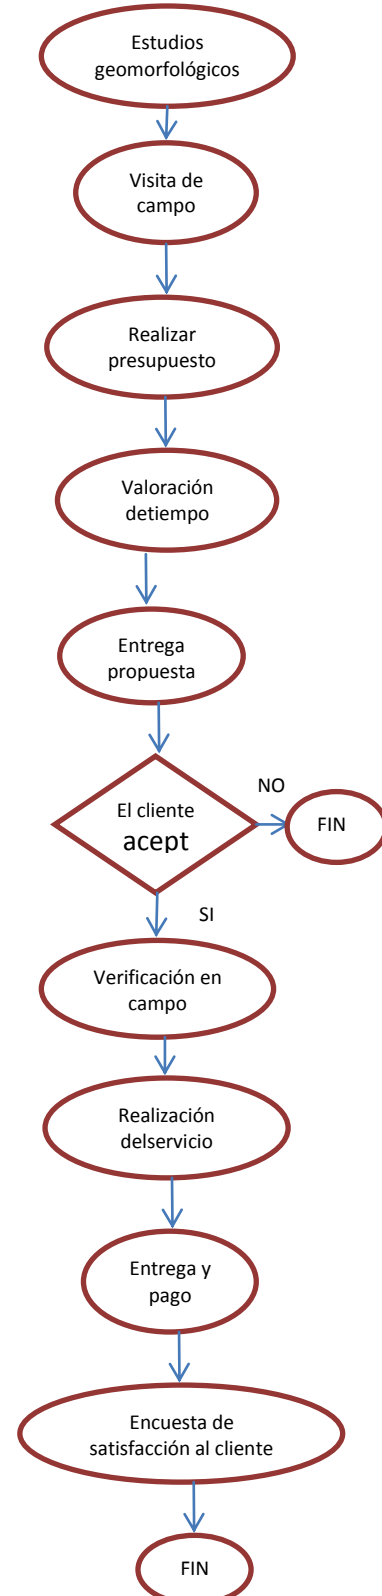 Estudios
geomorfológicos
Visita de
campo
Realizar
presupuesto
Valoración
detiempo
Entrega
propuesta
El cliente
acept
NO
FIN
SI
Verificación en
campo
Realización
delservicio
Entrega y
pago
Encuesta de
satisfacción al cliente
FIN